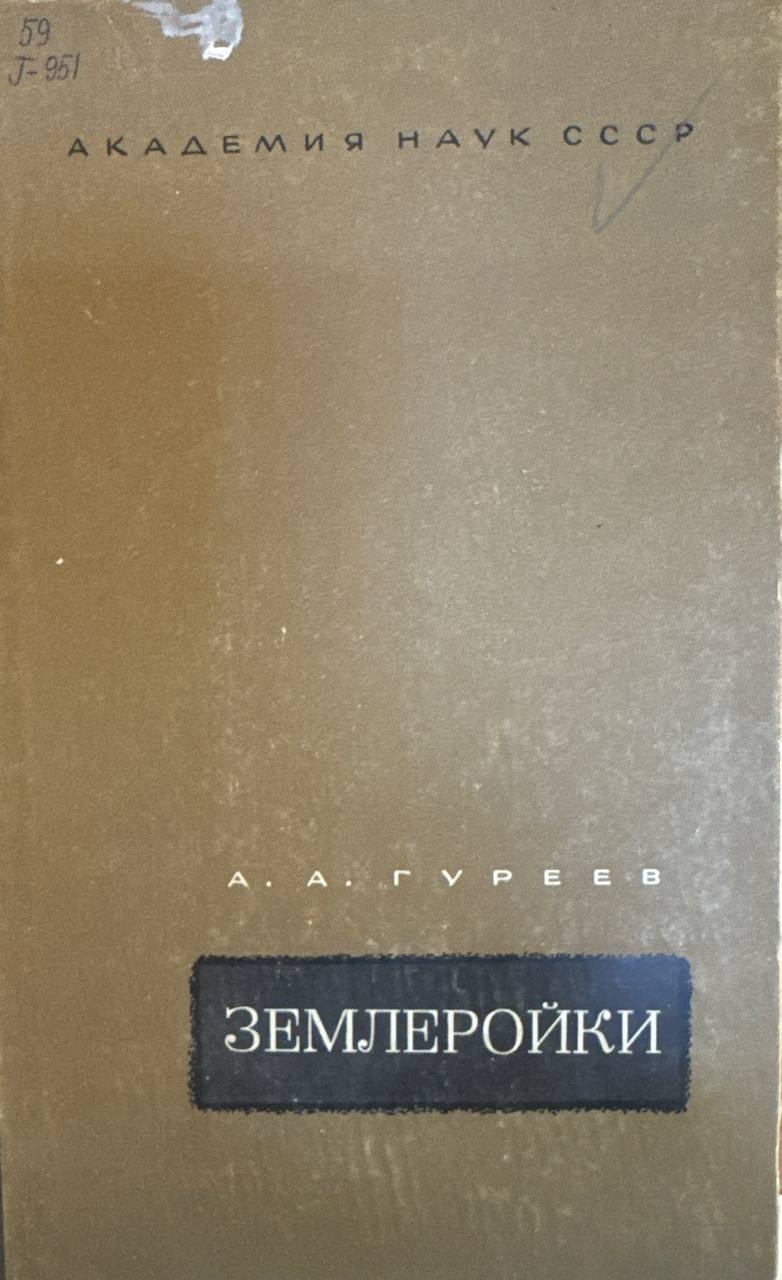 59
Г-951
АКАДЕМИЯ НАУК СССР
А. А. ГУРЕЕВ
ЗЕМЛЕРОЙКИ